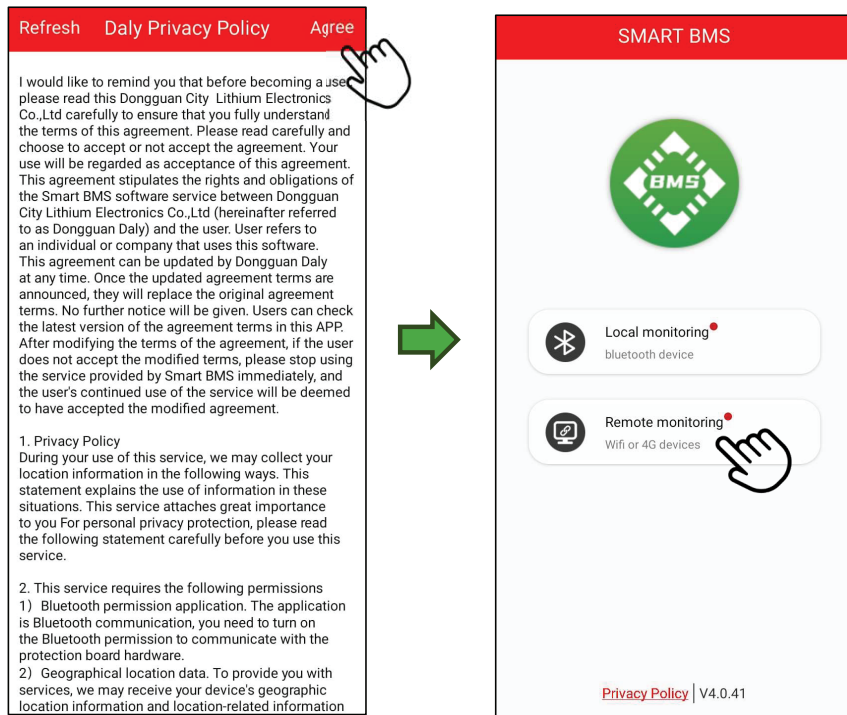 Refresh Daly Privacy Policy Agree
I would like to remind you that before becoming a user
please read this Dongguan City Lithium Electronics
Co.,Ltd carefully to ensure that you fully understand
the terms of this agreement. Please read carefully and
choose to accept or not accept the agreement. Your
use will be regarded as acceptance of this agreement.
This agreement stipulates the rights and obligations of
the Smart BMS software service between Dongguan
City Lithium Electronics Co.,Ltd (hereinafter referred
to as Dongguan Daly) and the user. User refers to
an individual or company that uses this software.
This agreement can be updated by Dongguan Daly
at any time. Once the updated agreement terms are
announced, they will replace the original agreement
terms. No further notice will be given. Users can check
the latest version of the agreement terms in this APP.
After modifying the terms of the agreement, if the user
does not accept the modified terms, please stop using
the service provided by Smart BMS immediately, and
the user's continued use of the service will be deemed
to have accepted the modified agreement.
1. Privacy Policy
During your use of this service, we may collect your
location information in the following ways. This
statement explains the use of information in these
situations. This service attaches great importance
to you For personal privacy protection, please read
the following statement carefully before you use this
service.
2. This service requires the following permissions
1) Bluetooth permission application. The application
is Bluetooth communication, you need to turn on
the Bluetooth permission to communicate with the
protection board hardware.
2) Geographical location data. To provide you with
services, we may receive your device's geographic
location information and location-related information
SMART BMS
BMS
Local monitoring
bluetooth device
Remote monitoring
Wifi or 4G devices
Privacy Policy | V4.0.41